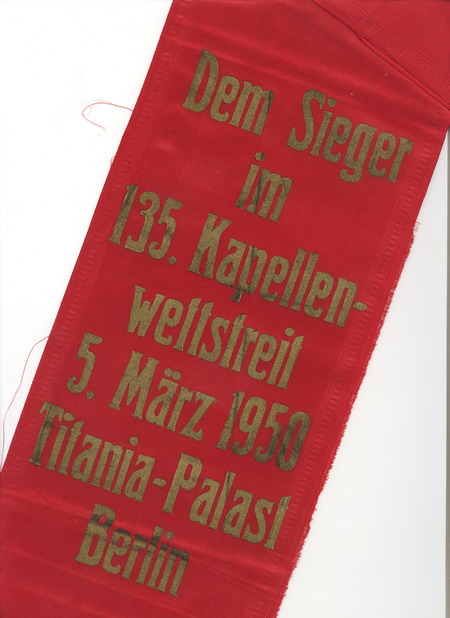 Dem Sieger
im
135. Kapellen-
wettstreit
5. März 1950
Titania-Palast
Berlin